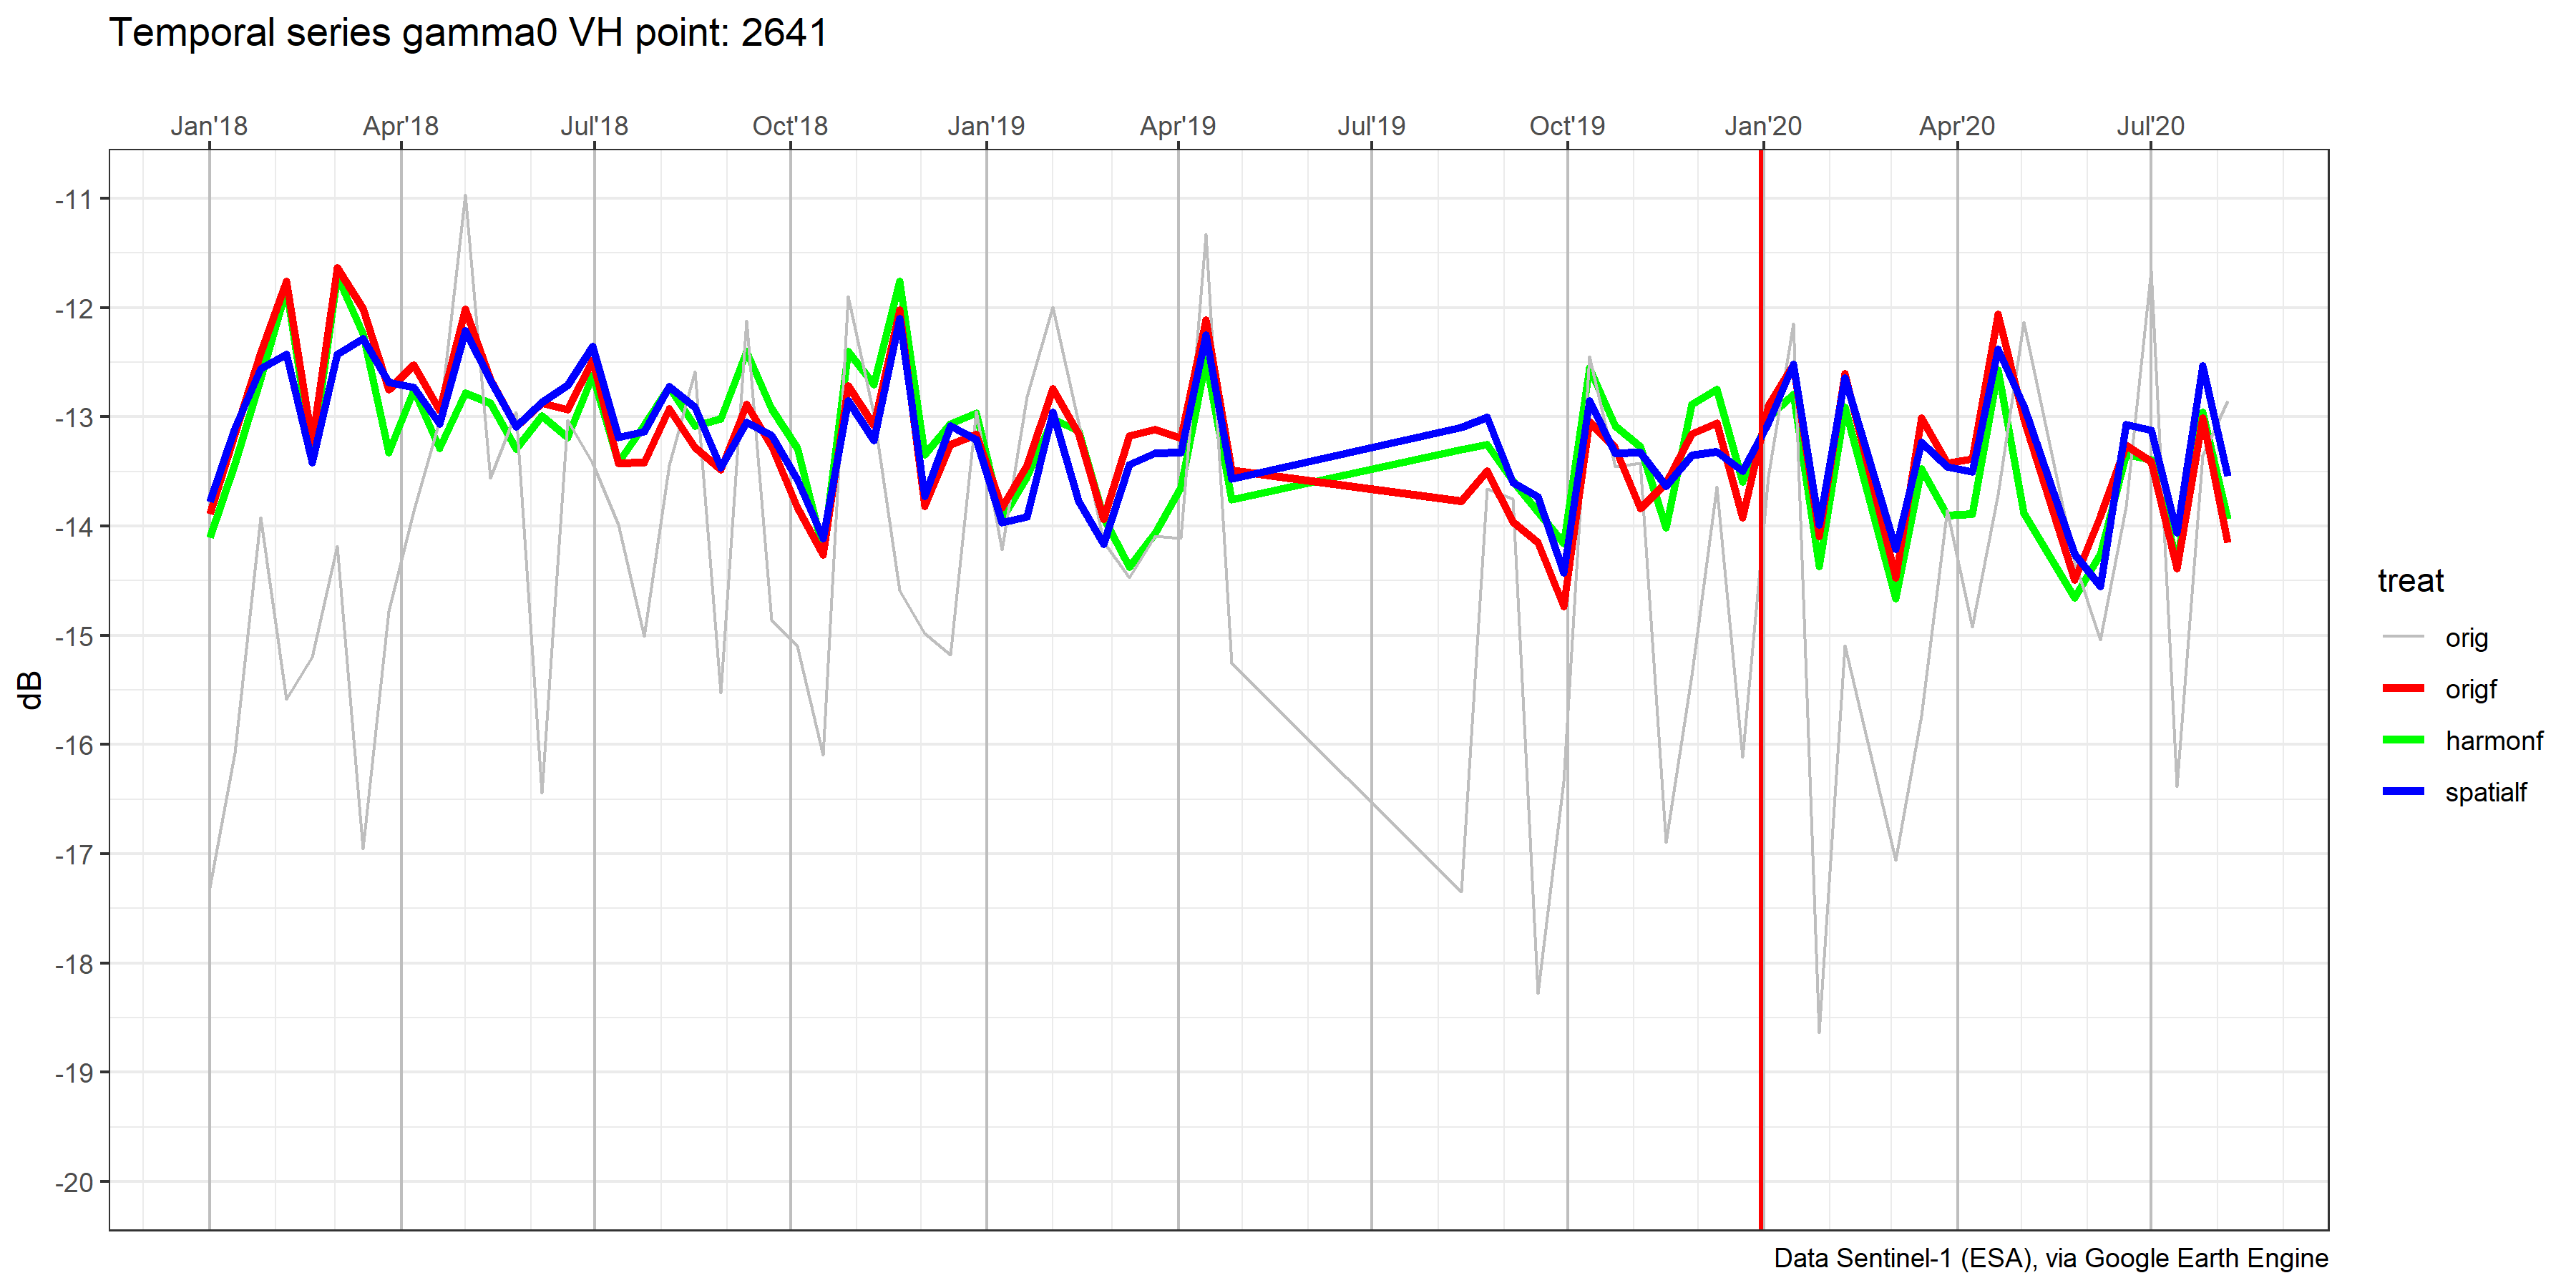 Temporal series gamma0 VH point: 2641
Jan'18 Apr'18 Jul'18 Oct'18 Jan'19 Apr'19 Jul'19 Oct'19 Jan'20 Apr'20 Jul'20
-11
-12
-13
-14
-15
-16
-17
-18
-19
-20
dB
treat
orig
origf
harmonf
spatialf
Data Sentinel-1 (ESA), via Google Earth Engine